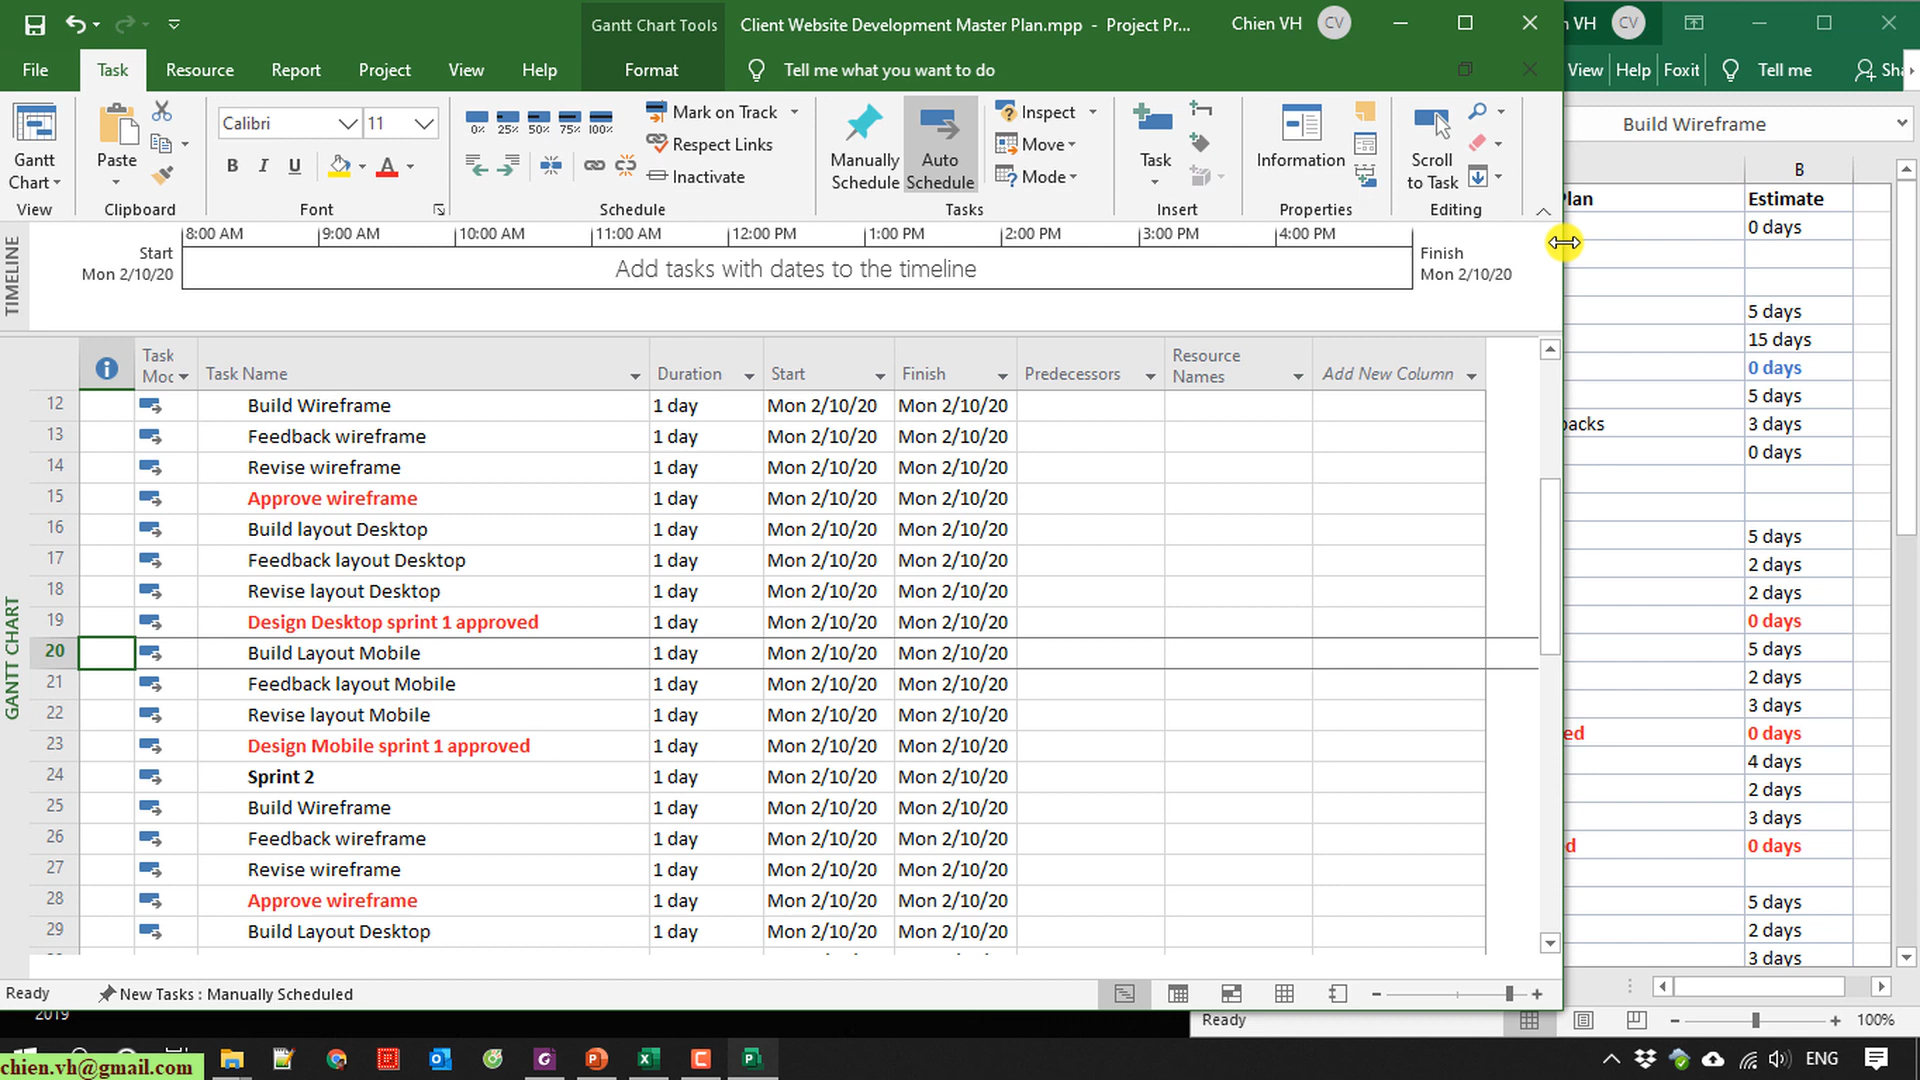 Gantt Chart Tools
Client Website Development Master Plan.mpp - Project Pr...
Chien VH
CV
n VH
CV
File
Task
Resource
Report
Project
View
Help
Format
Tell me what you want to do
View
Help
Foxit
Tell me
Sha
Gantt
Chart
Paste
Calibri
11
B I U A
0% 25% 50% 75% 100%
Mark on Track
Respect Links
Inactivate
Manually
Schedule
Auto
Schedule
Inspect
Move
Mode
Task
Information
Scroll
to Task
View
Clipboard
Font
Schedule
Tasks
Insert
Properties
Editing
Build Wireframe
B
lan
Estimate
TIMELINE
Start
Mon 2/10/20
8:00 AM
9:00 AM
10:00 AM
11:00 AM
12:00 PM
1:00 PM
2:00 PM
3:00 PM
4:00 PM
Add tasks with dates to the timeline
Finish
Mon 2/10/20
GANTT CHART
Task
Moc
Task Name
Duration
Start
Finish
Predecessors
Resource
Names
Add New Column
12 Build Wireframe 1 day Mon 2/10/20 Mon 2/10/20
13 Feedback wireframe 1 day Mon 2/10/20 Mon 2/10/20
14 Revise wireframe 1 day Mon 2/10/20 Mon 2/10/20
15 Approve wireframe 1 day Mon 2/10/20 Mon 2/10/20
16 Build layout Desktop 1 day Mon 2/10/20 Mon 2/10/20
17 Feedback layout Desktop 1 day Mon 2/10/20 Mon 2/10/20
18 Revise layout Desktop 1 day Mon 2/10/20 Mon 2/10/20
19 Design Desktop sprint 1 approved 1 day Mon 2/10/20 Mon 2/10/20
20 Build Layout Mobile 1 day Mon 2/10/20 Mon 2/10/20
21 Feedback layout Mobile 1 day Mon 2/10/20 Mon 2/10/20
22 Revise layout Mobile 1 day Mon 2/10/20 Mon 2/10/20
23 Design Mobile sprint 1 approved 1 day Mon 2/10/20 Mon 2/10/20
24 Sprint 2 1 day Mon 2/10/20 Mon 2/10/20
25 Build Wireframe 1 day Mon 2/10/20 Mon 2/10/20
26 Feedback wireframe 1 day Mon 2/10/20 Mon 2/10/20
27 Revise wireframe 1 day Mon 2/10/20 Mon 2/10/20
28 Approve wireframe 1 day Mon 2/10/20 Mon 2/10/20
29 Build Layout Desktop 1 day Mon 2/10/20 Mon 2/10/20
0 days
5 days
15 days
0 days
5 days
backs 3 days
0 days
5 days
2 days
2 days
0 days
5 days
2 days
3 days
ed 0 days
4 days
2 days
3 days
d 0 days
5 days
2 days
3 days
Ready
New Tasks : Manually Scheduled
2019
Ready
100%
chien.vh@gmail.com
ENG